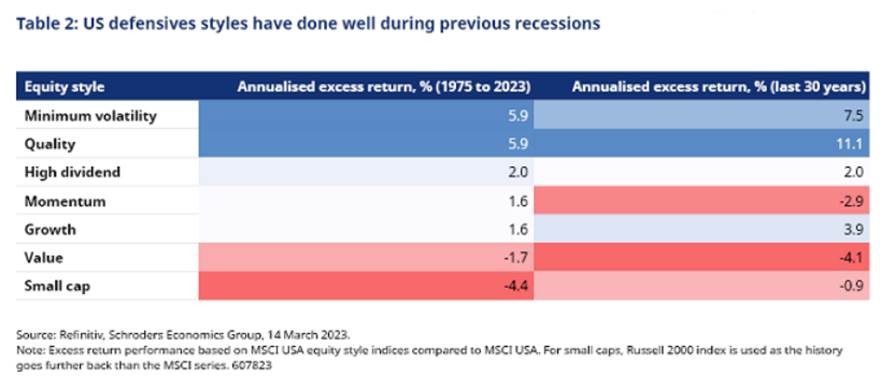 Table 2: US defensives styles have done well during previous recessions
Equity style Annualised excess return, % (1975 to 2023) Annualised excess return, % (last 30 years)
Minimum volatility 5.9 7.5
Quality 5.9 11.1
High dividend 2.0 2.0
Momentum 1.6 -2.9
Growth 1.6 3.9
Value -1.7 -4.1
Small cap -4.4 -0.9
Source: Refinitiv, Schroders Economics Group, 14 March 2023.
Note: Excess return performance based on MSCI USA equity style indices compared to MSCI USA. For small caps, Russell 2000 index is used as the history
goes further back than the MSCI series. 607823